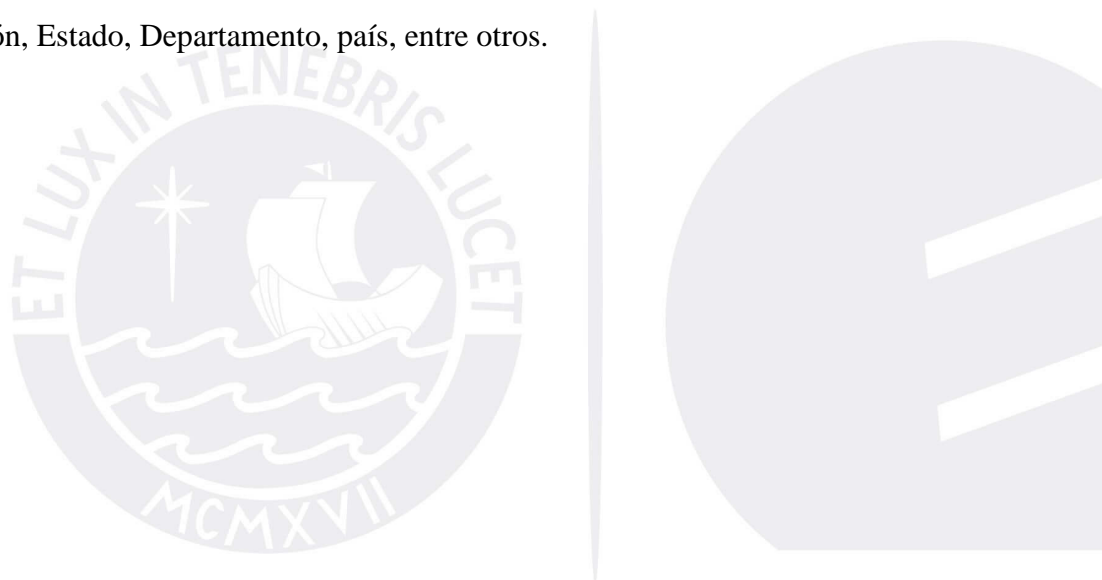 ón, Estado, Departamento, país, entre otros.
ET LUX IN TENEBRIS LUCET
MCMXVII